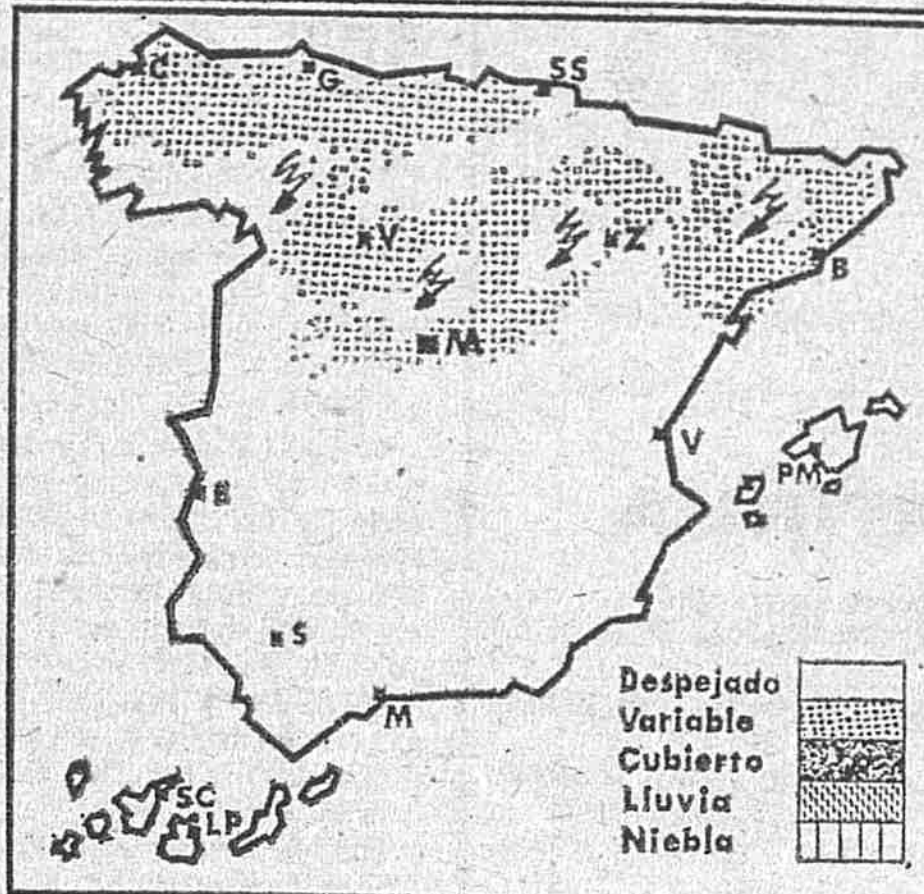 C
G
SS
V
Z
B
M
V
PM
B
S
M
SC
LP
Despejado
Variable
Cubierto
Lluvia
Niebla